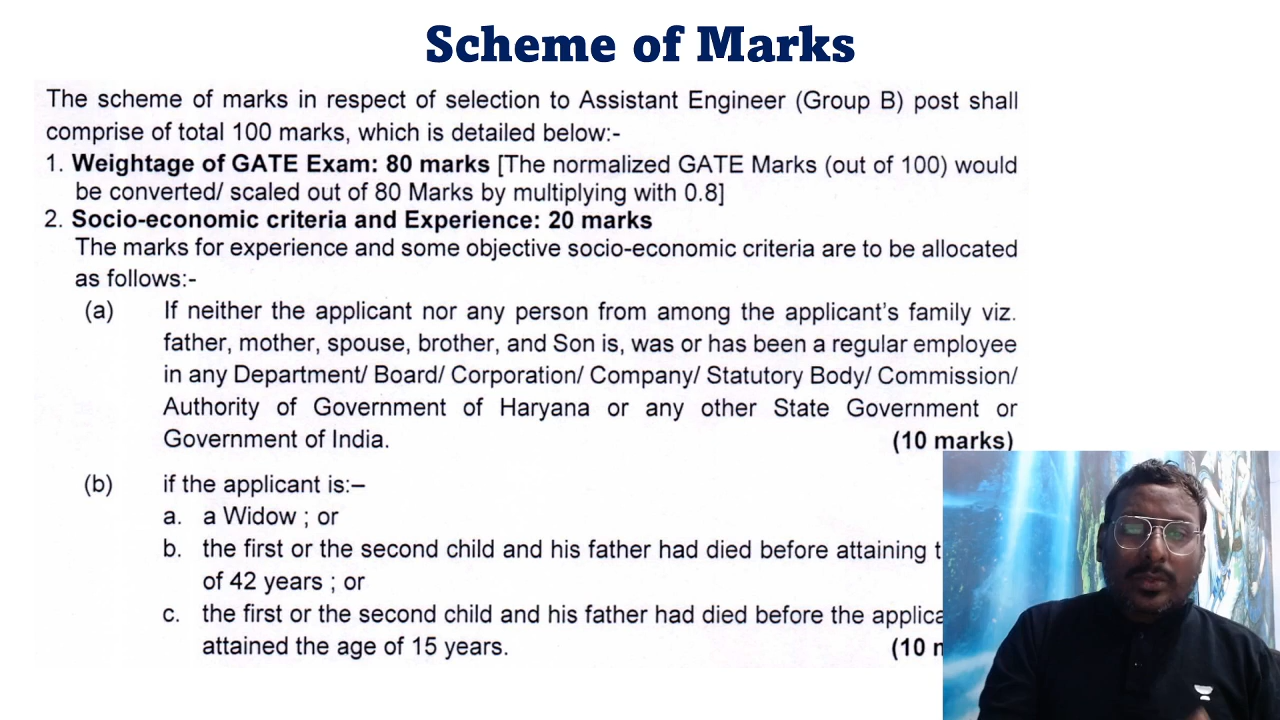 Scheme of Marks
The scheme of marks in respect of selection to Assistant Engineer (Group B) post shall
comprise of total 100 marks, which is detailed below:-
1. Weightage of GATE Exam: 80 marks [The normalized GATE Marks (out of 100) would
be converted/ scaled out of 80 Marks by multiplying with 0.8]
2. Socio-economic criteria and Experience: 20 marks
The marks for experience and some objective socio-economic criteria are to be allocated
as follows:-
(a) If neither the applicant nor any person from among the applicant's family viz.
father, mother, spouse, brother, and Son is, was or has been a regular employee
in any Department/ Board/ Corporation/ Company/ Statutory Body/ Commission/
Authority of Government of Haryana or any other State Government or
Government of India. (10 marks)
(b) if the applicant is:–
a. a Widow ; or
b. the first or the second child and his father had died before attaining
of 42 years ; or
c. the first or the second child and his father had died before the
attained the age of 15 years. (10